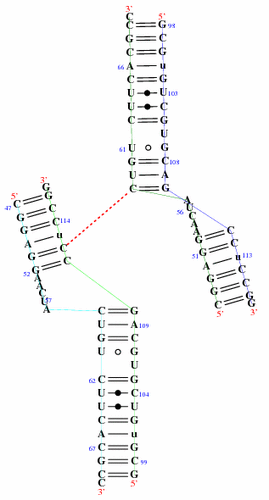 3'
5'
C G 98
C C
G G
C u
66 A G
C U
U C 103
U G
C U
U G
G C 108
61 U A
G G
U
C
A
56
C
C
u
C 113
C
G
G
3'
A
A
C
A
G
G 51
A
G
G
C
5'
3'
G
G
C
C 114
u
C
C
5'
47 C
G
G
A
G
52 G
A
A
C
57
U
A
C G
U A 109
G C
U G
G U
U G
62 C C
U U 104
U G
C u
A G
67 C C
G G 99
C 5'
C
3'